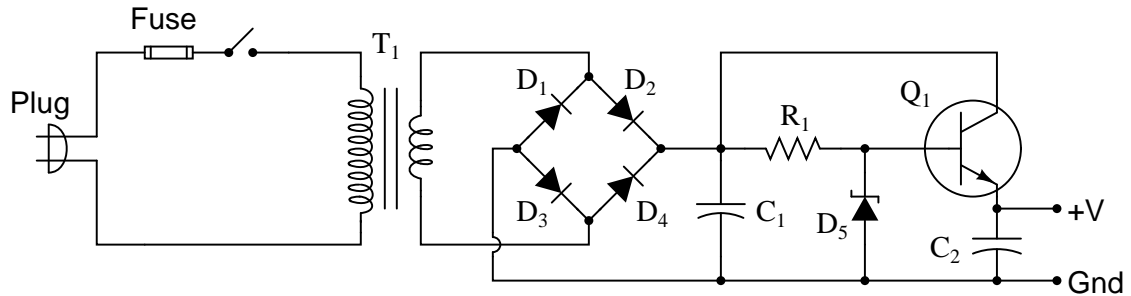 Fuse
Plug
T1
D1
D2
D3
D4
C1
R1
D5
Q1
C2
+V
Gnd